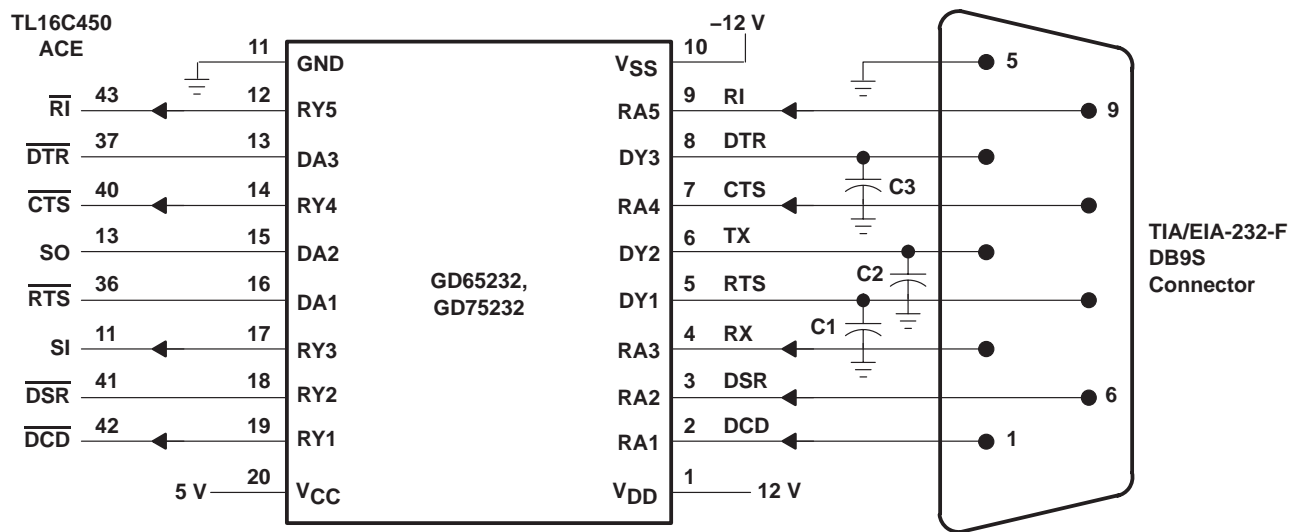 TL16C450
ACE
11 GND VSS 10 –12 V 5
RI 43 12 RY5 RA5 9 RI 9
DTR 37 13 DA3 DY3 8 DTR
CTS 40 14 RY4 RA4 7 CTS C3
SO 13 15 DA2 DY2 6 TX
RTS 36 16 DA1 DY1 5 RTS C2
SI 11 17 RY3 RA3 4 RX C1
DSR 41 18 RY2 RA2 3 DSR 6
DCD 42 19 RY1 RA1 2 DCD 1
5 V 20 VCC VDD 1 12 V
GD65232,
GD75232
TIA/EIA-232-F
DB9S
Connector